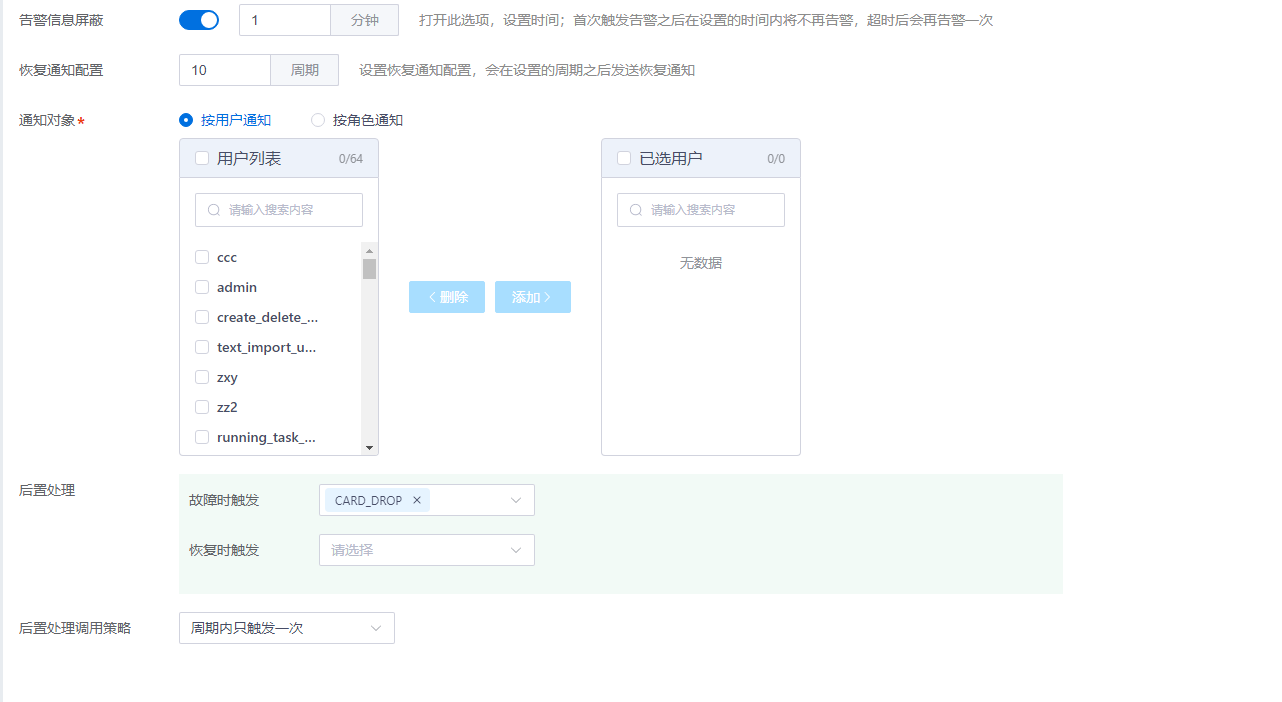 告警信息屏蔽 1 分钟 打开此选项，设置时间；首次触发告警之后在设置的时间内将不再告警，超时后会再告警一次
恢复通知配置 10 周期 设置恢复通知配置，会在设置的周期之后发送恢复通知
通知对象* 按用户通知 按角色通知
用户列表 0/64 已选用户 0/0
请输入搜索内容 请输入搜索内容
ccc 无数据
admin
< 删除 添加 >
create_delete_...
text_import_u...
zxy
zz2
running_task_...
后置处理
故障时触发 CARD_DROP ×
恢复时触发 请选择
后置处理调用策略 周期内只触发一次